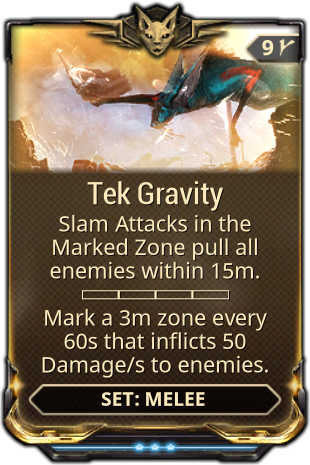 9
Tek Gravity
Slam Attacks in the
Marked Zone pull all
enemies within 15m.
Mark a 3m zone every
60s that inflicts 50
Damage/s to enemies.
SET: MELEE